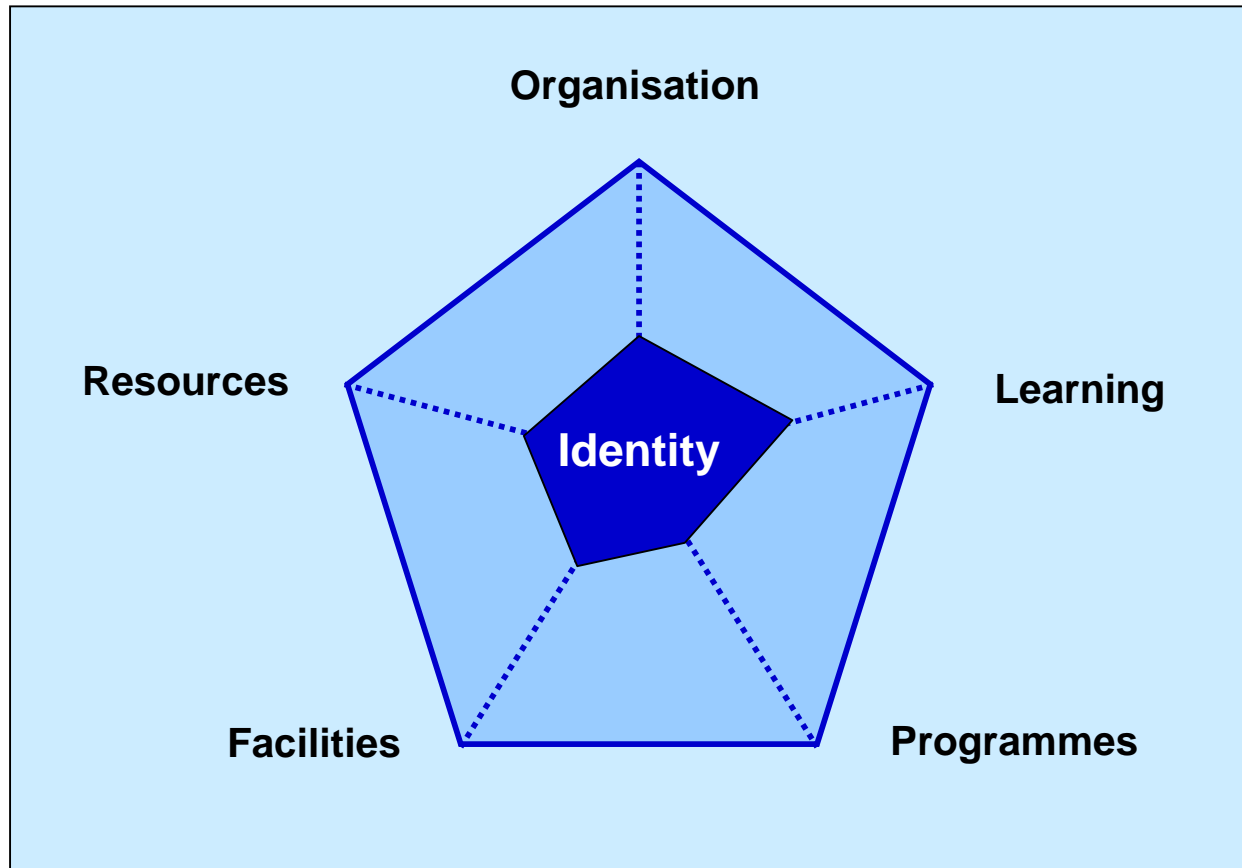 Organisation
Resources
Learning
Identity
Facilities
Programmes